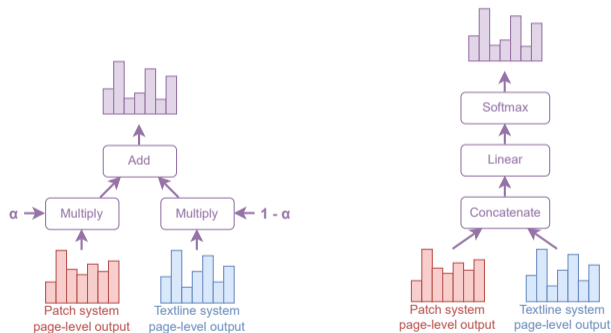 Add
α
Multiply
Multiply
1 - α
Patch system
page-level output
Textline system
page-level output
Softmax
Linear
Concatenate
Patch system
page-level output
Textline system
page-level output